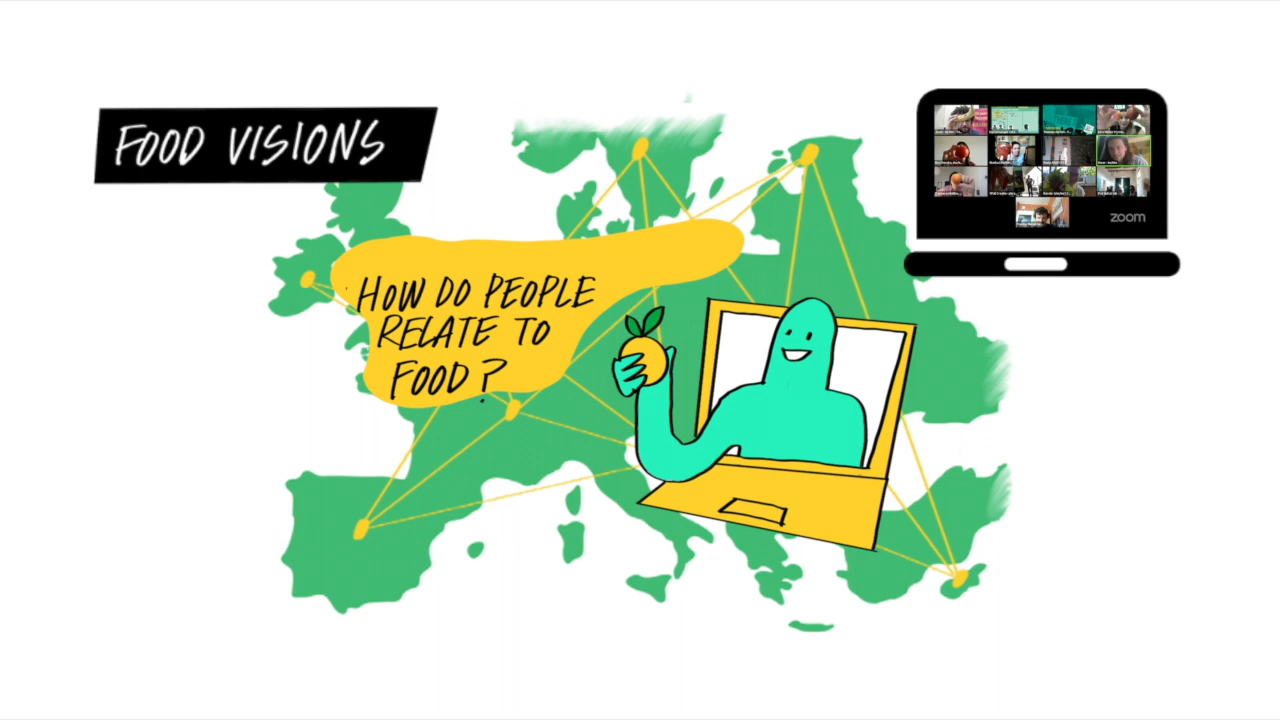 FOOD VISIONS
HOW DO PEOPLE
RELATE TO
FOOD?
zoom